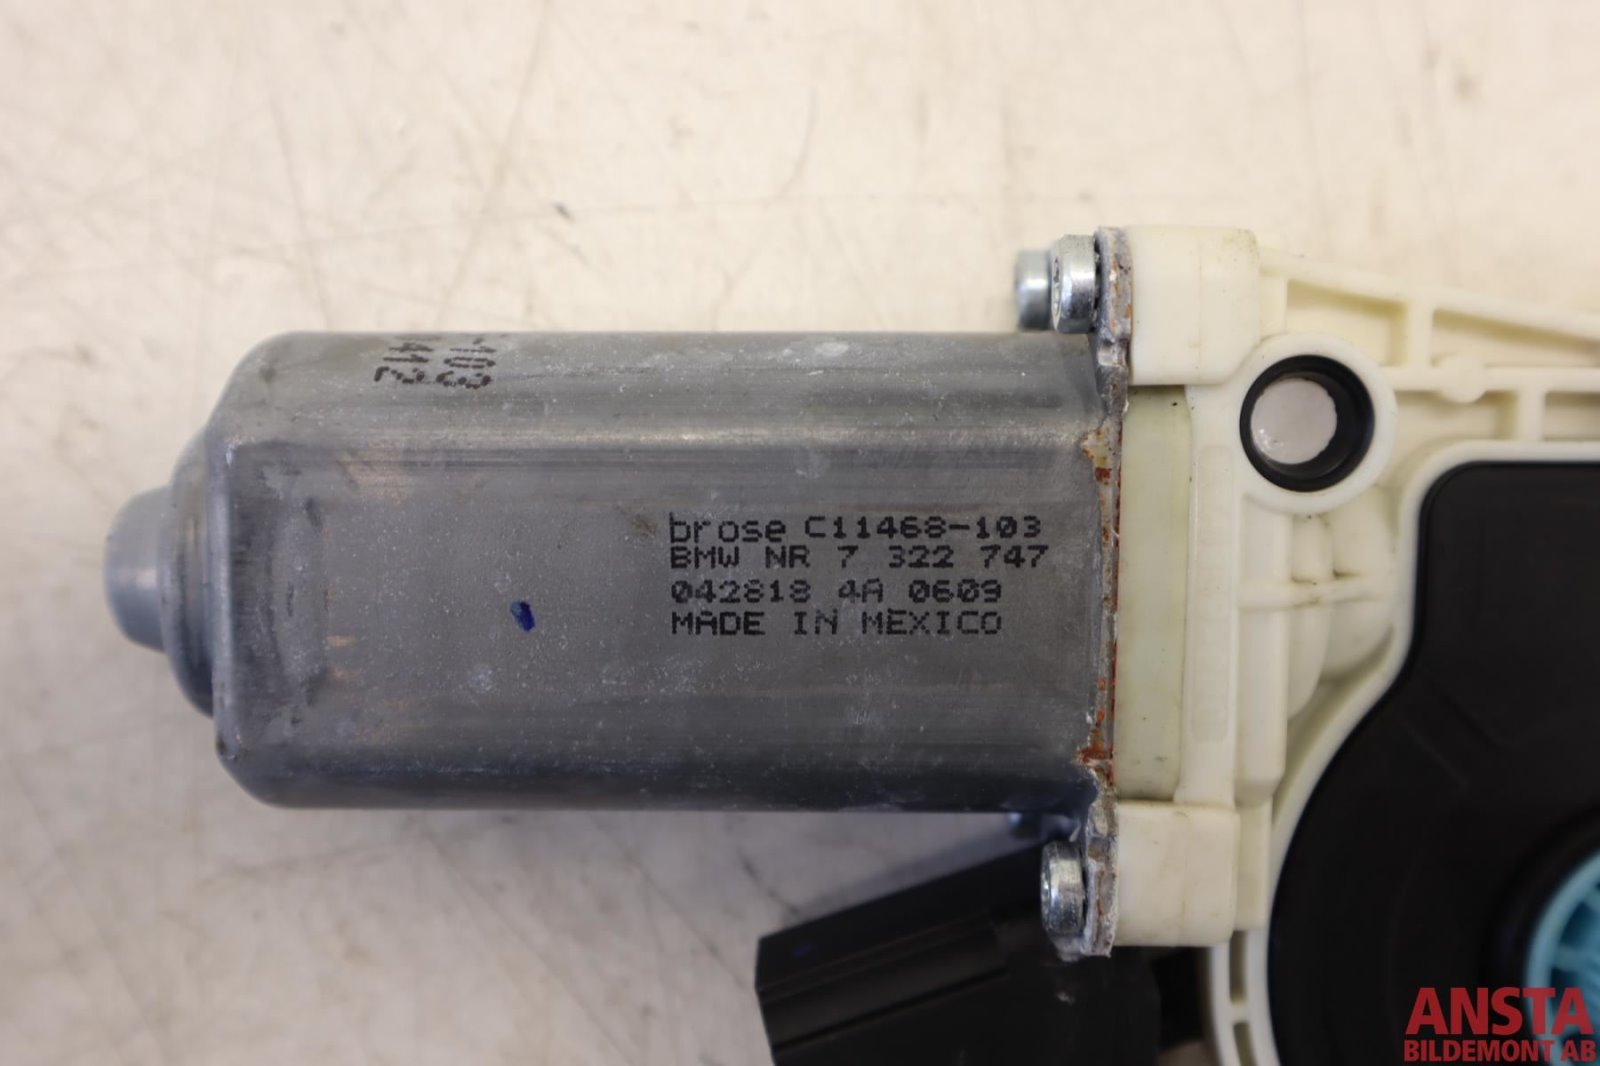 brose C11468-103
BMW NR 7 322 747
042818 4A 0609
MADE IN MEXICO
ANSTA
BILDEMONT AB